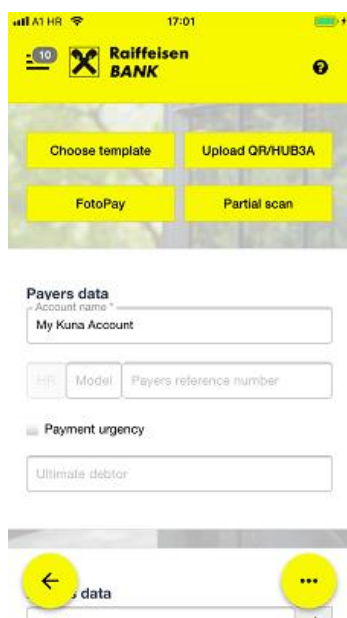 A1 HR 17:01
10
Raiffeisen
BANK
Choose template Upload QR/HUB3A
FotoPay Partial scan
Payers data
Account name *
My Kuna Account
HR Model Payers reference number
Payment urgency
Ultimate debtor
s data